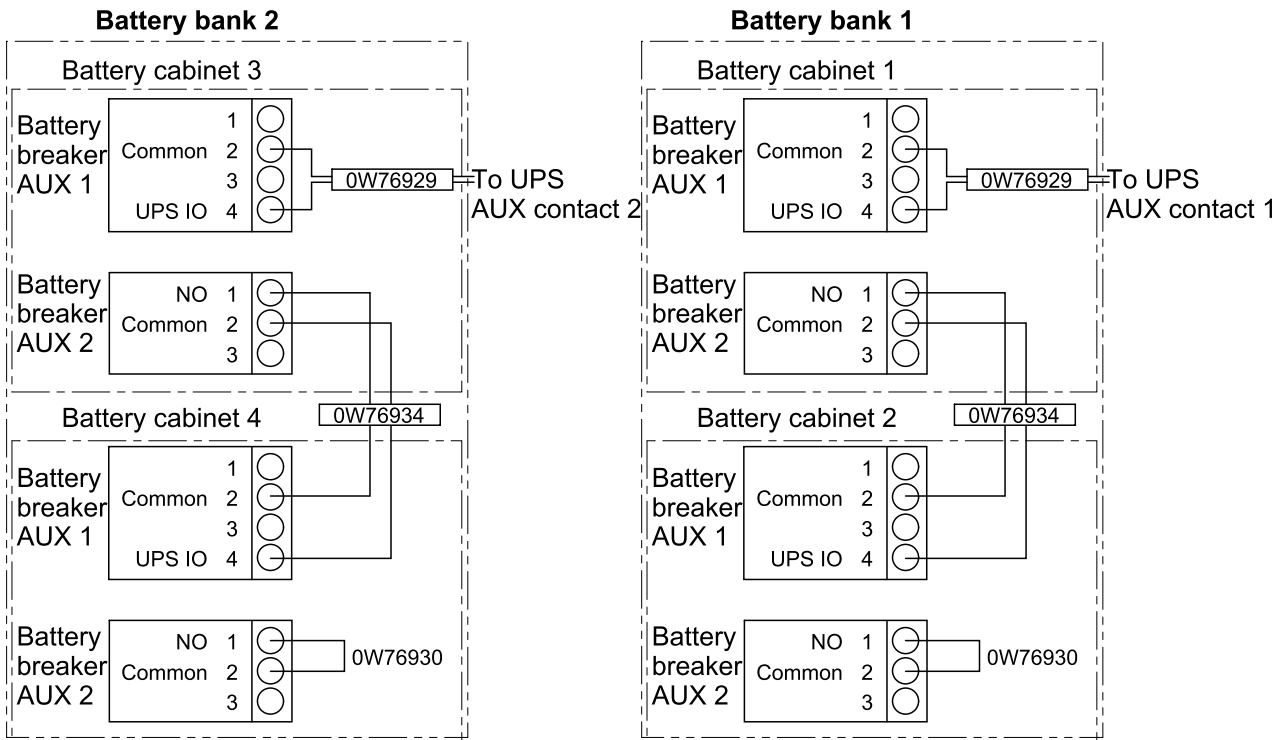 Battery bank 2
Battery cabinet 3
Battery
breaker
AUX 1
1
Common 2
3
UPS IO 4
0W76929
To UPS
AUX contact 2
Battery
breaker
AUX 2
NO 1
Common 2
3
0W76934
Battery cabinet 4
Battery
breaker
AUX 1
1
Common 2
3
UPS IO 4
Battery
breaker
AUX 2
NO 1
Common 2
3
0W76930
Battery bank 1
Battery cabinet 1
Battery
breaker
AUX 1
1
Common 2
3
UPS IO 4
0W76929
To UPS
AUX contact 1
Battery
breaker
AUX 2
NO 1
Common 2
3
0W76934
Battery cabinet 2
Battery
breaker
AUX 1
1
Common 2
3
UPS IO 4
Battery
breaker
AUX 2
NO 1
Common 2
3
0W76930